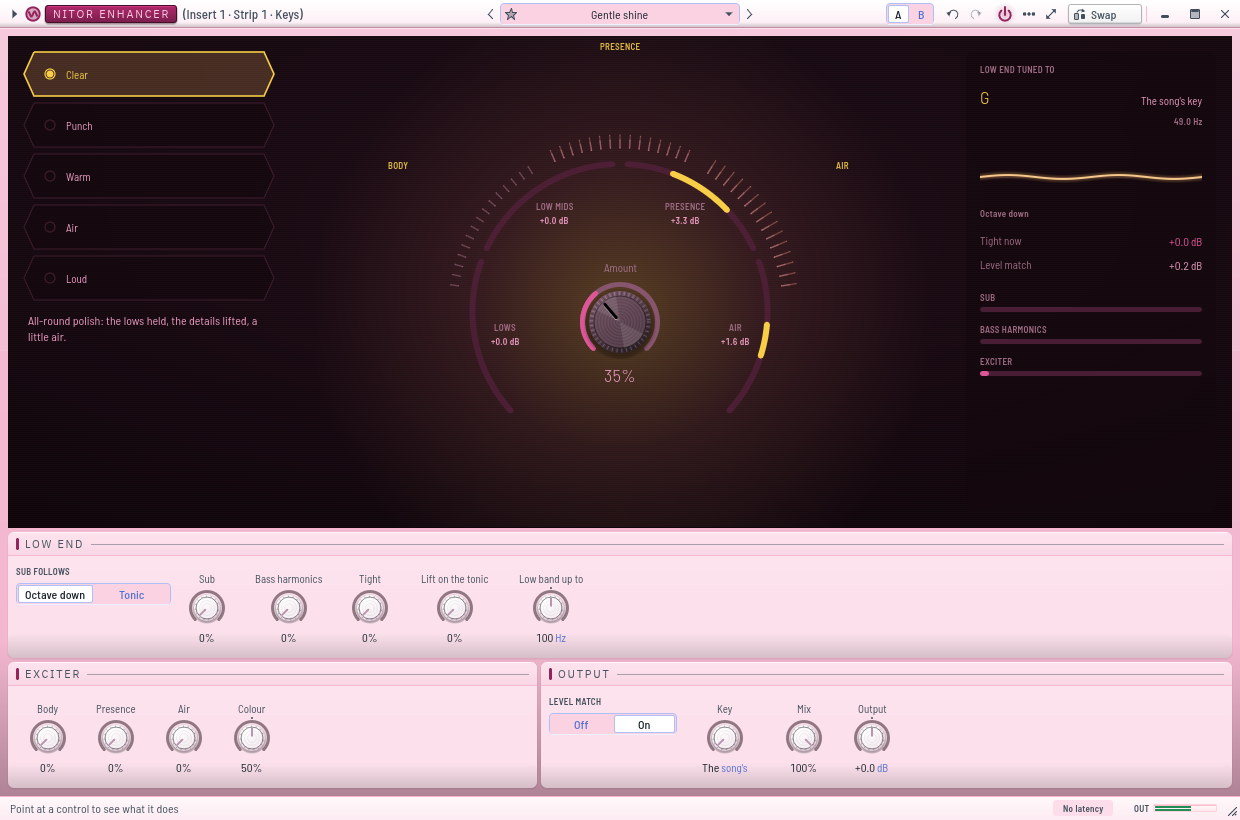 NITOR ENHANCER
(Insert 1 · Strip 1 · Keys)
Gentle shine
A
B
Swap
PRESENCE
Clear
Punch
Warm
Air
Loud
All-round polish: the lows held, the details lifted, a
little air.
BODY
AIR
LOW MIDS
+0.0 dB
PRESENCE
+3.3 dB
Amount
LOWS
+0.0 dB
AIR
+1.6 dB
35%
LOW END TUNED TO
G
The song's key
49.0 Hz
Octave down
Tight now
+0.0 dB
Level match
+0.2 dB
SUB
BASS HARMONICS
EXCITER
LOW END
SUB FOLLOWS
Octave down
Tonic
Sub
0%
Bass harmonics
0%
Tight
0%
Lift on the tonic
0%
Low band up to
100 Hz
EXCITER
Body
0%
Presence
0%
Air
0%
Colour
50%
OUTPUT
LEVEL MATCH
Off
On
Key
The song's
Mix
100%
Output
+0.0 dB
Point at a control to see what it does
No latency
OUT